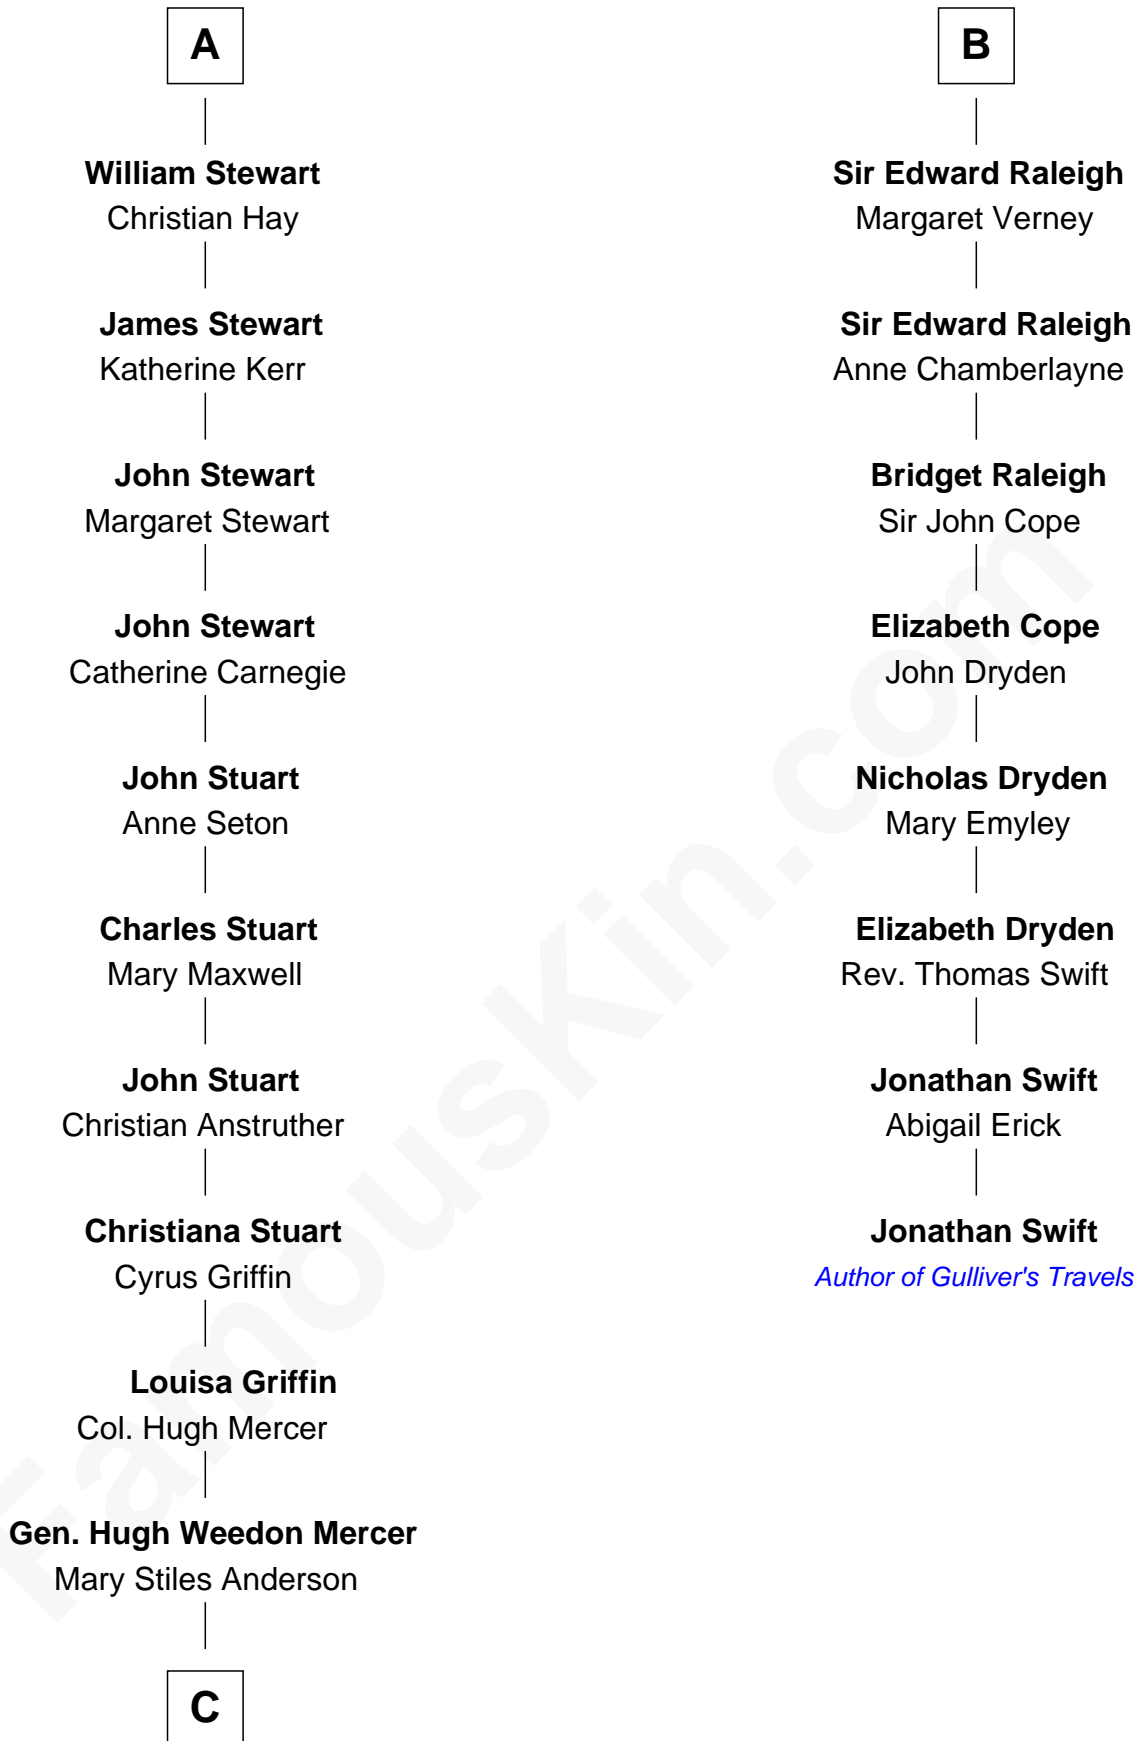 A
William Stewart
Christian Hay
James Stewart
Katherine Kerr
John Stewart
Margaret Stewart
John Stewart
Catherine Carnegie
John Stuart
Anne Seton
Charles Stuart
Mary Maxwell
John Stuart
Christian Anstruther
Christiana Stuart
Cyrus Griffin
Louisa Griffin
Col. Hugh Mercer
Gen. Hugh Weedon Mercer
Mary Stiles Anderson
C
B
Sir Edward Raleigh
Margaret Verney
Sir Edward Raleigh
Anne Chamberlayne
Bridget Raleigh
Sir John Cope
Elizabeth Cope
John Dryden
Nicholas Dryden
Mary Emyley
Elizabeth Dryden
Rev. Thomas Swift
Jonathan Swift
Abigail Erick
Jonathan Swift
Author of Gulliver's Travels
FamousKin.com